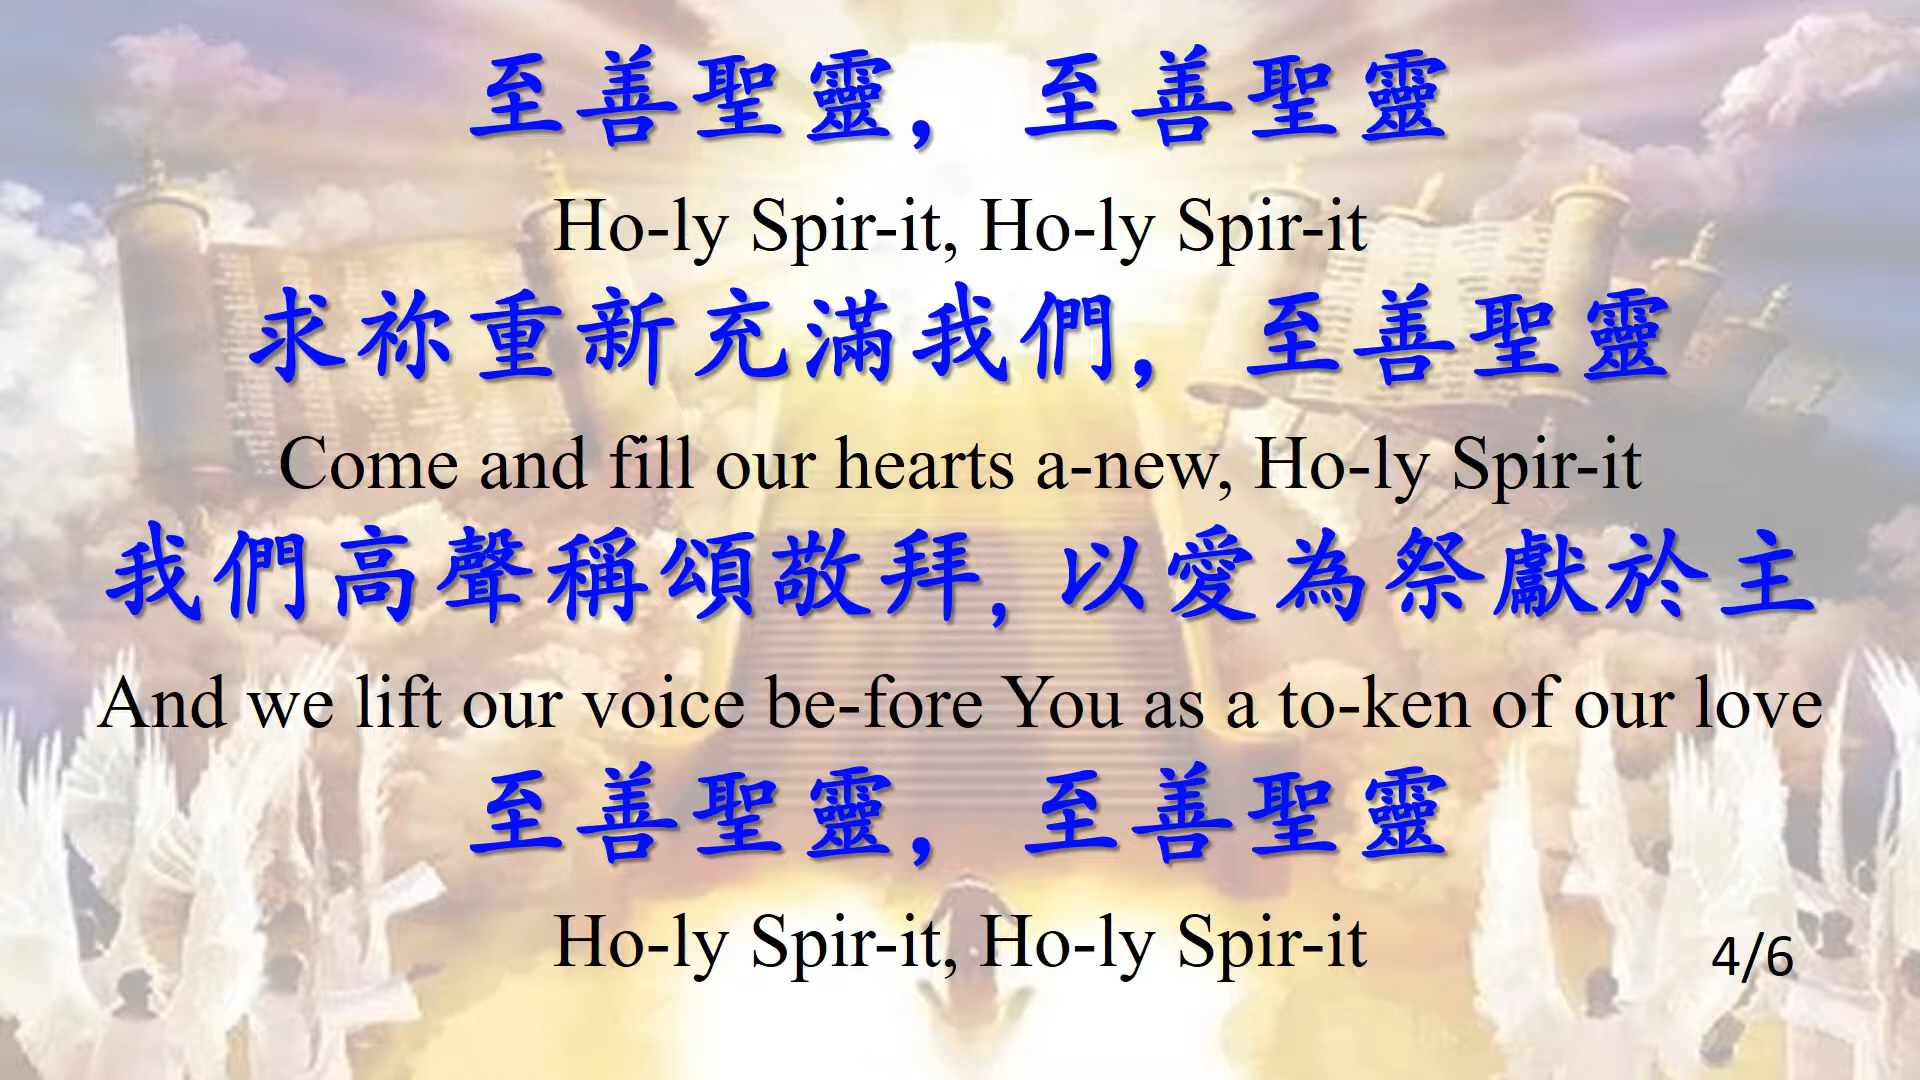 至善聖靈，至善聖靈
Ho-ly Spir-it, Ho-ly Spir-it
求祢重新充滿我們，至善聖靈
Come and fill our hearts a-new, Ho-ly Spir-it
我們高聲稱頌敬拜, 以愛為祭獻於主
And we lift our voice be-fore You as a to-ken of our love
至善聖靈，至善聖靈
Ho-ly Spir-it, Ho-ly Spir-it
4/6